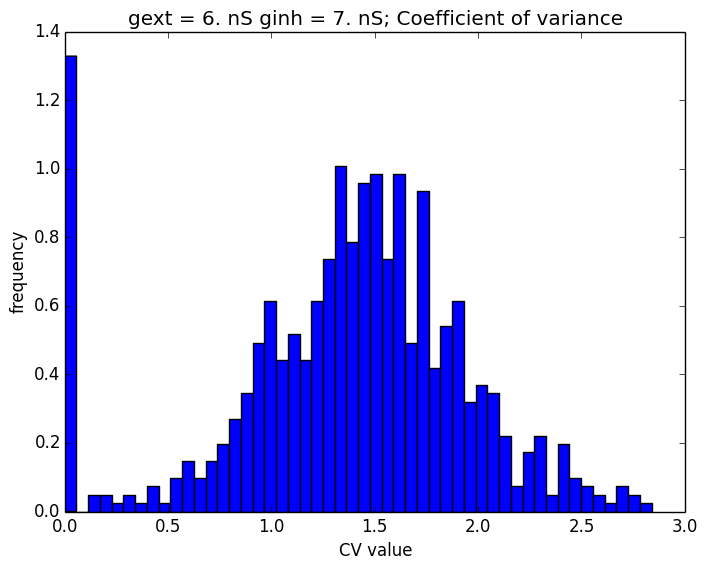 gext = 6. nS ginh = 7. nS; Coefficient of variance
1.4
1.2
1.0
0.8
0.6
0.4
0.2
0.0
frequency
0.0 0.5 1.0 1.5 2.0 2.5 3.0
CV value